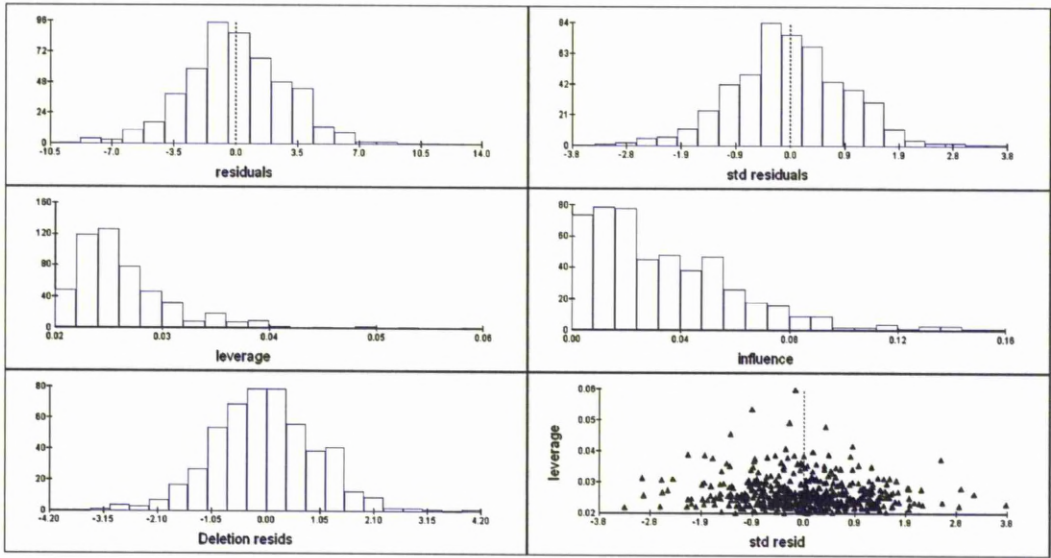 96
72
48
24
0
-10.5 -7.0 -3.5 0.0 3.5 7.0 10.5 14.0
residuals
84
63
42
21
0
-3.8 -2.8 -1.9 -0.9 0.0 0.9 1.9 2.8 3.8
std residuals
160
120
80
40
0
0.02 0.03 0.04 0.05 0.06
leverage
80
60
40
20
0
0.00 0.04 0.08 0.12 0.16
influence
80
60
40
20
0
-4.20 -3.15 -2.10 -1.05 0.00 1.05 2.10 3.15 4.20
Deletion resids
leverage
0.06
0.05
0.04
0.03
0.02
-3.8 -2.8 -1.9 -0.9 0.0 0.9 1.9 2.8 3.8
std resid